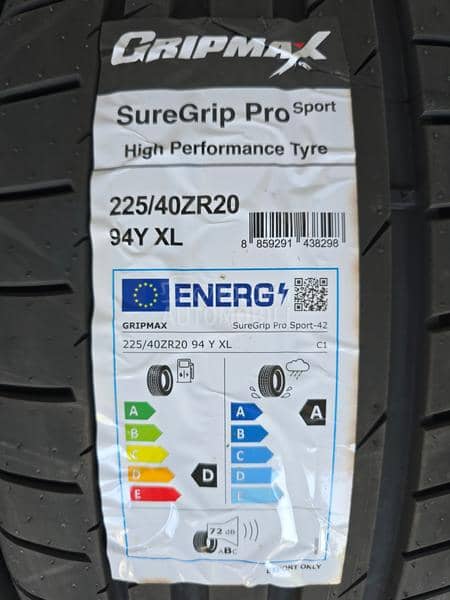 GRIPMAX
SureGrip Pro Sport
High Performance Tyre
225/40ZR20
94Y XL
8 859291 438298
ENERG
GRIPMAX
SureGrip Pro Sport-42
225/40ZR20 94 Y XL
C1
A
B
C
D
E
D
A
B
C
D
E
A
72 dB
ABC
ONLY